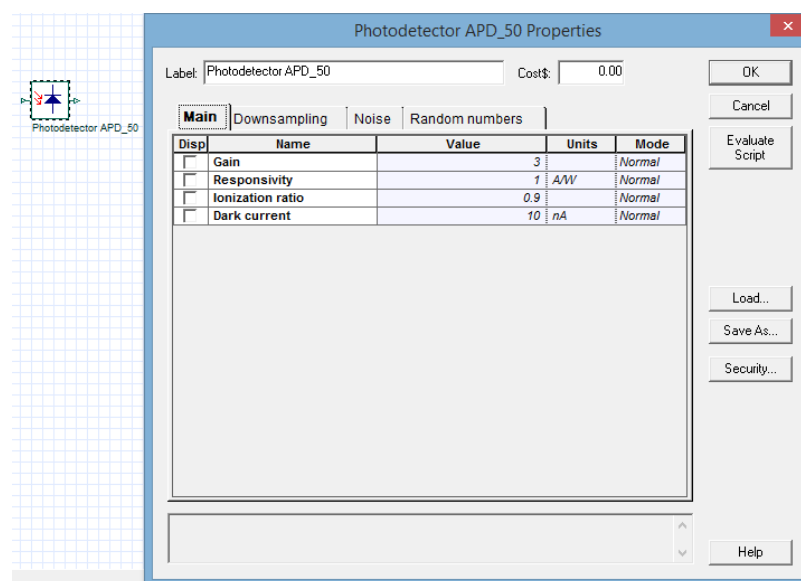 Photodetector APD_50 Properties
Photodetector APD_50
Label: Photodetector APD_50 Cost$: 0.00
OK
Cancel
Evaluate
Script
Main Downsampling Noise Random numbers
Disp Name Value Units Mode
Gain 3 Normal
Responsivity 1 A/W Normal
Ionization ratio 0.9 Normal
Dark current 10 nA Normal
Load...
Save As...
Security...
Help